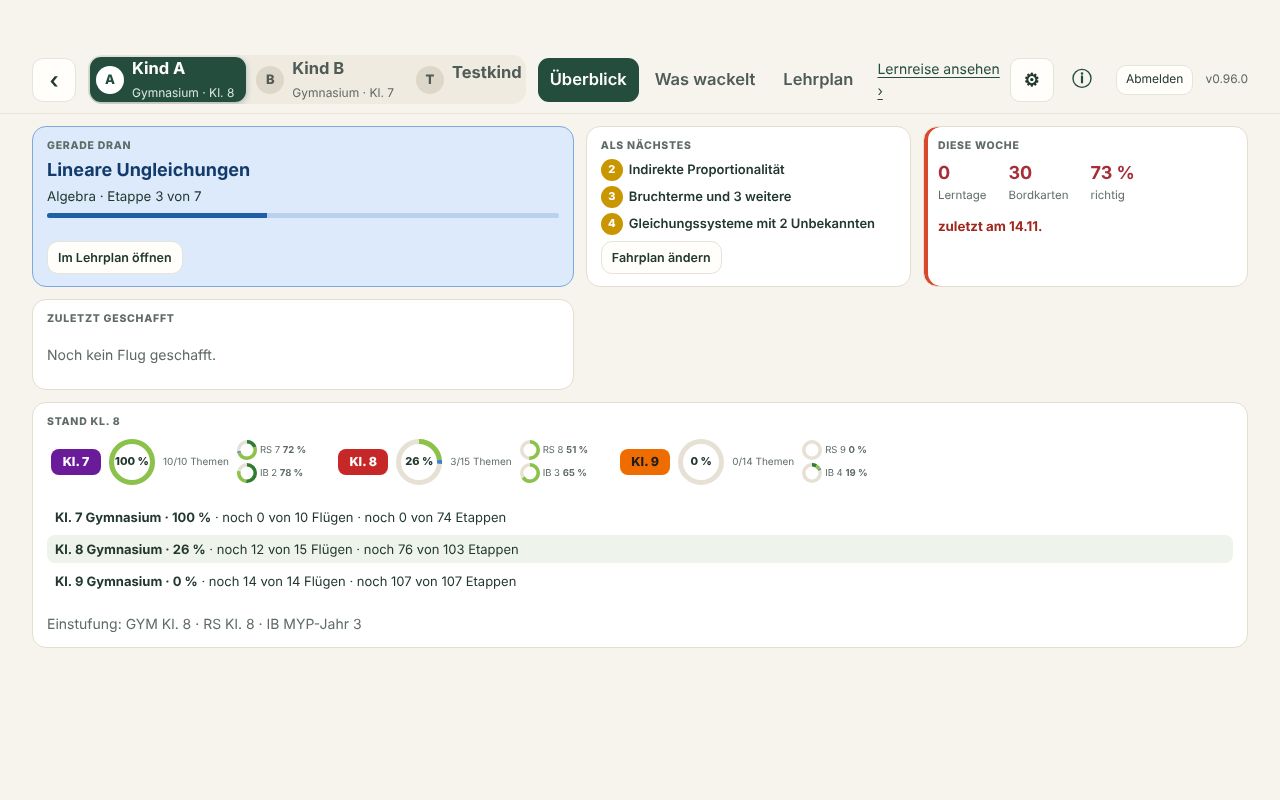 ‹
A
Kind A
Gymnasium · Kl. 8
B
Kind B
Gymnasium · Kl. 7
T
Testkind
Überblick
Was wackelt
Lehrplan
Lernreise ansehen
›
Abmelden
v0.96.0
GERADE DRAN
Lineare Ungleichungen
Algebra · Etappe 3 von 7
Im Lehrplan öffnen
ALS NÄCHSTES
2 Indirekte Proportionalität
3 Bruchterme und 3 weitere
4 Gleichungssysteme mit 2 Unbekannten
Fahrplan ändern
DIESE WOCHE
0 30 73 %
Lerntage Bordkarten richtig
zuletzt am 14.11.
ZULETZT GESCHAFFT
Noch kein Flug geschafft.
STAND KL. 8
Kl. 7 100 % 10/10 Themen
RS 7 72 %
IB 2 78 %
Kl. 8 26 % 3/15 Themen
RS 8 51 %
IB 3 65 %
Kl. 9 0 % 0/14 Themen
RS 9 0 %
IB 4 19 %
Kl. 7 Gymnasium · 100 % · noch 0 von 10 Flügen · noch 0 von 74 Etappen
Kl. 8 Gymnasium · 26 % · noch 12 von 15 Flügen · noch 76 von 103 Etappen
Kl. 9 Gymnasium · 0 % · noch 14 von 14 Flügen · noch 107 von 107 Etappen
Einstufung: GYM Kl. 8 · RS Kl. 8 · IB MYP-Jahr 3